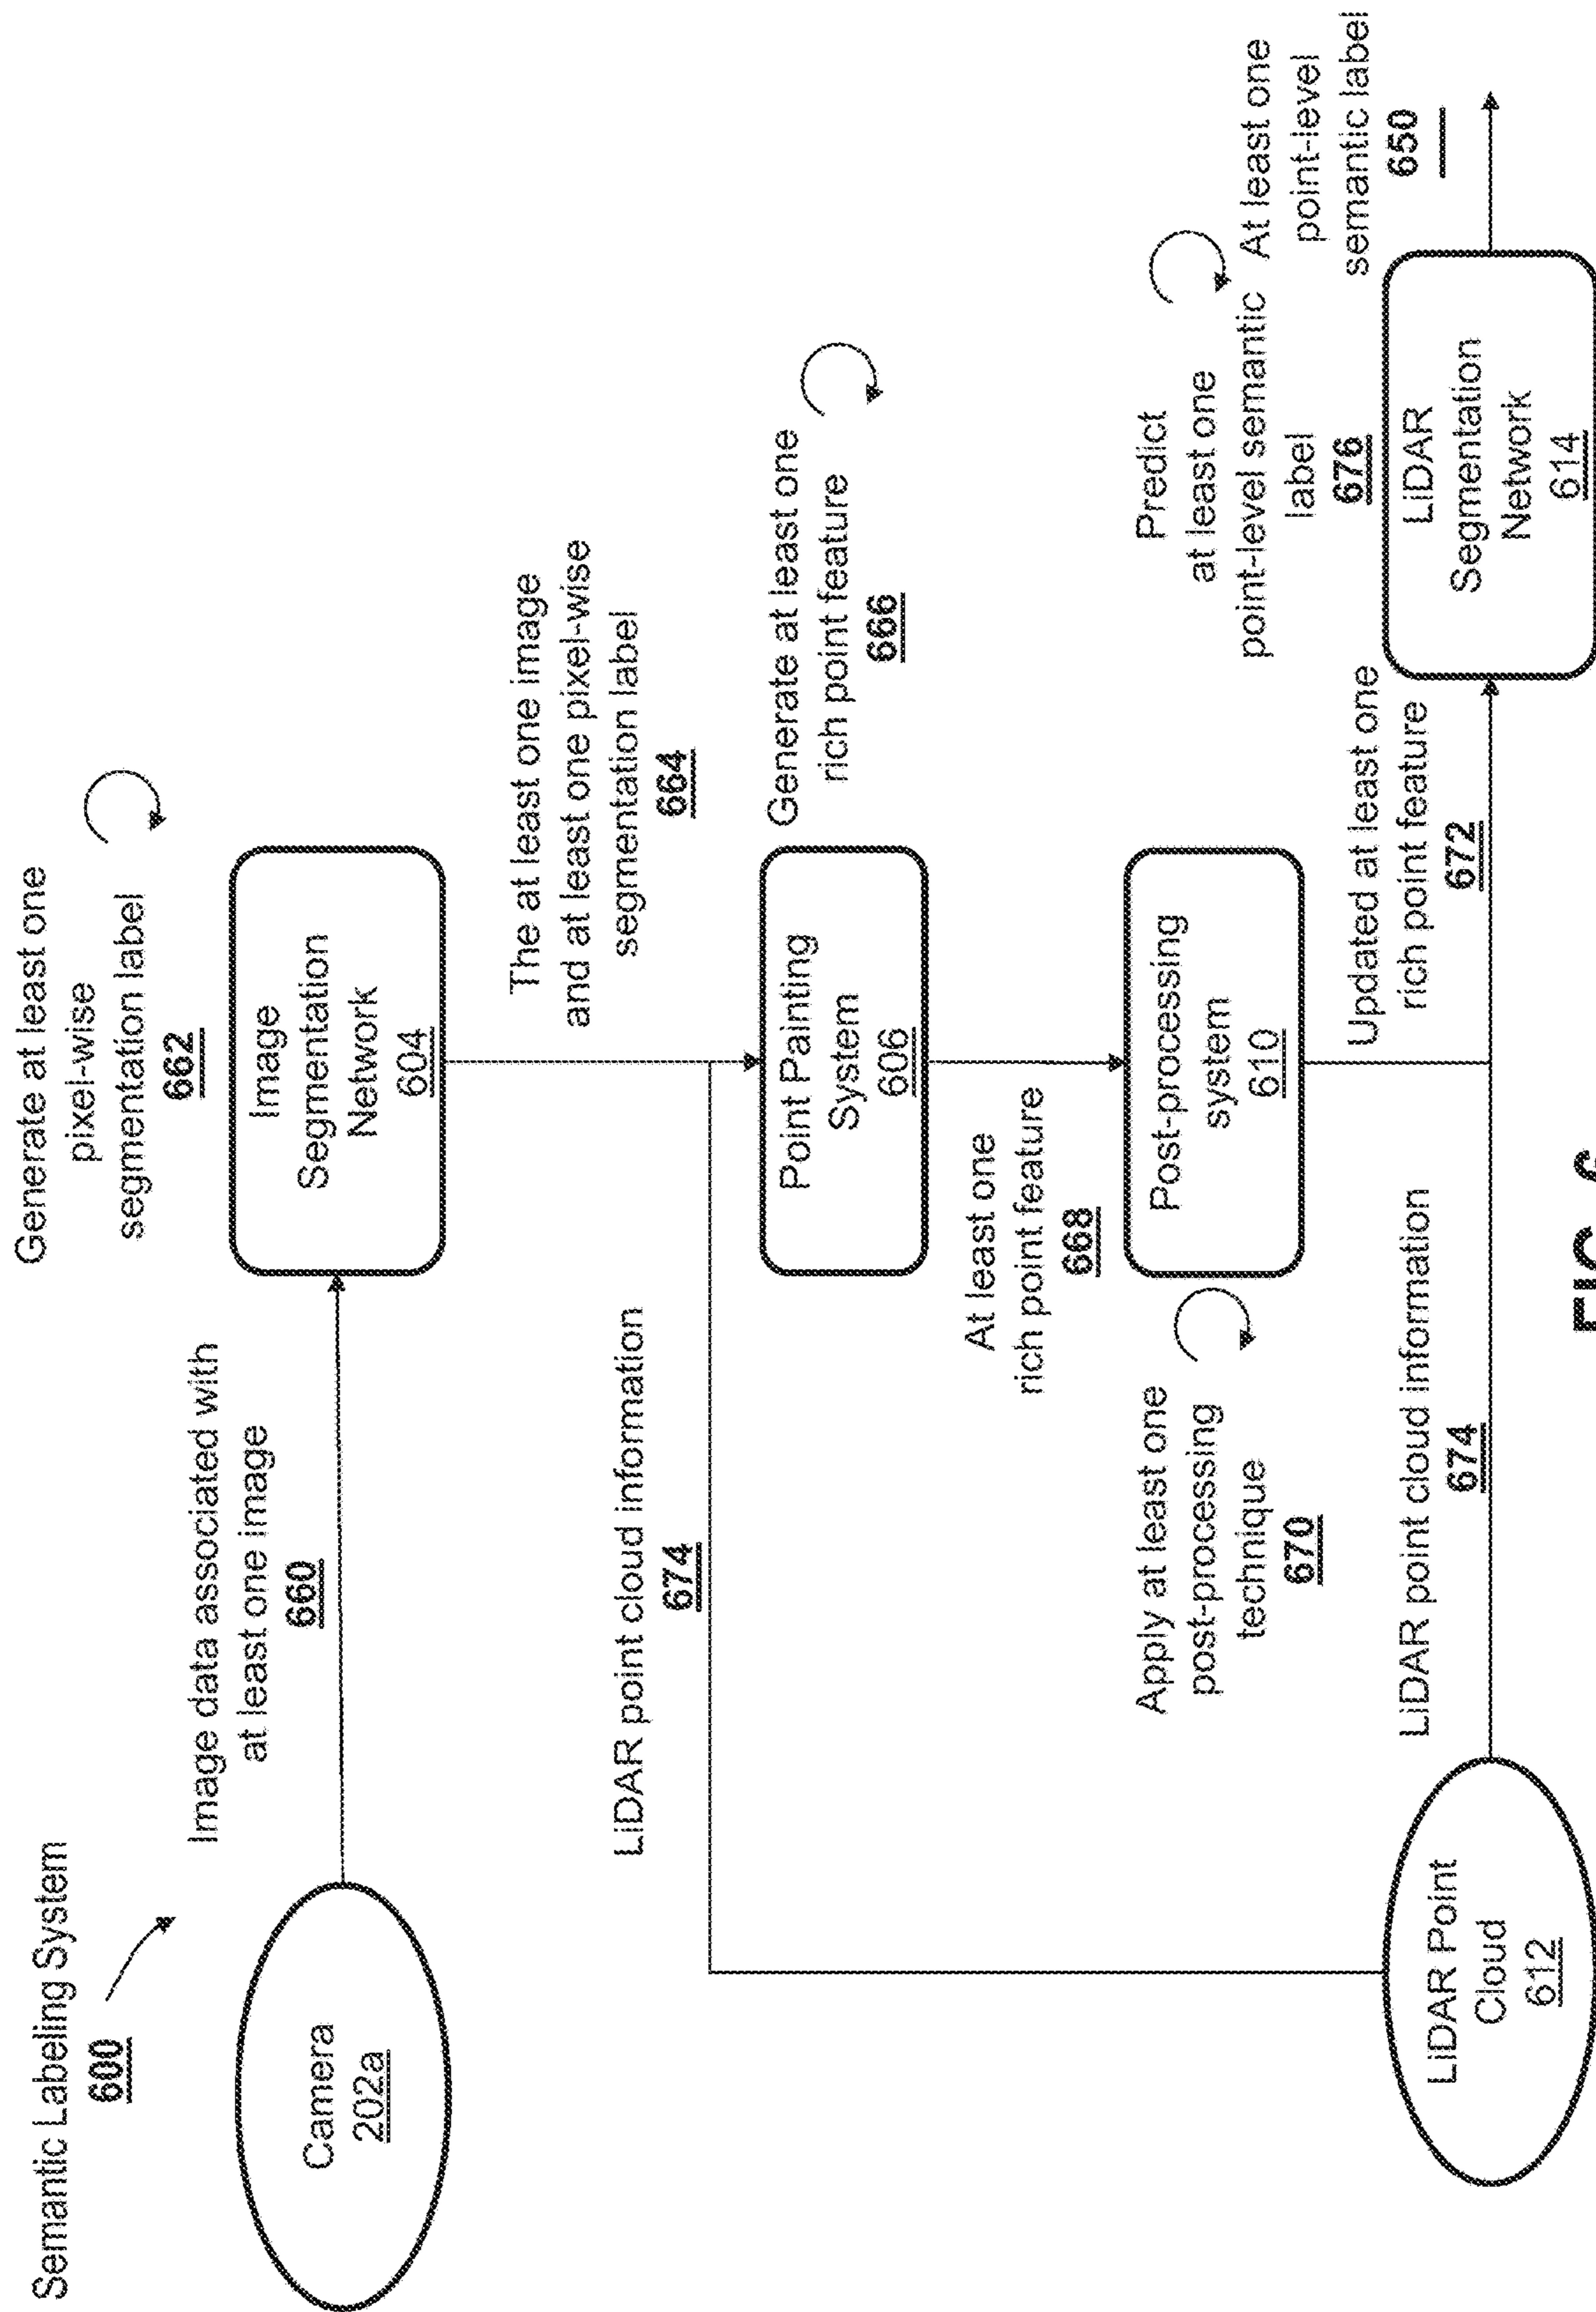 Semantic Labeling System
600
Camera
202a
Image data associated with
at least one image
660
Generate at least one
pixel-wise
segmentation label
662
Image
Segmentation
Network
604
The at least one image
and at least one pixel-wise
segmentation label
664
LiDAR point cloud information
674
Point Painting
System
606
Generate at least one
rich point feature
666
At least one
rich point feature
668
Apply at least one
post-processing
technique
670
Post-processing
system
610
Updated at least one
rich point feature
672
LiDAR point cloud information
674
LiDAR Point
Cloud
612
Predict
at least one
point-level semantic
label
676
LiDAR
Segmentation
Network
614
At least one
point-level
semantic label
650
FIG. 6